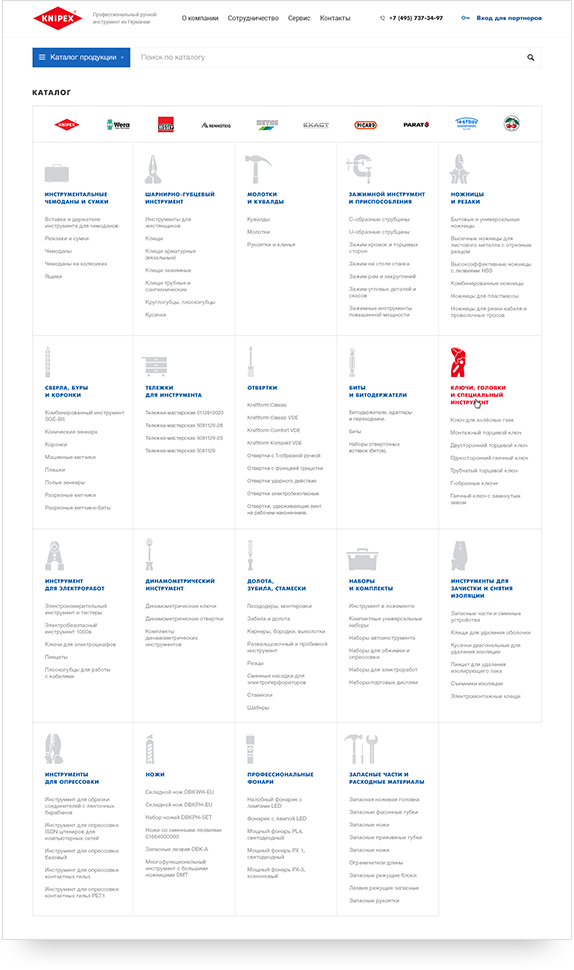 KNIPEX
Профессиональный ручной
инструмент из Германии
О компании Сотрудничество Сервис Контакты
+7 (495) 737-34-97
Вход для партнеров
Каталог продукции
Поиск по каталогу
КАТАЛОГ
KNIPEX Wera RENNSTEIG EXACT PICARD PARAT testboy
ИНСТРУМЕНТАЛЬНЫЕ
ЧЕМОДАНЫ И СУМКИ
Вставки и держатели
инструмента для чемоданов
Рюкзаки и сумки
Чемоданы
Чемоданы на колесиках
Ящики
ШАРНИРНО-ГУБЦЕВЫЙ
ИНСТРУМЕНТ
Инструменты для
жестянщиков
Клещи
Клещи арматурные
(вязальные)
Клещи зажимные
Клещи трубные и
сантехнические
Круглогубцы, плоскогубцы
Кусачки
МОЛОТКИ
И КУВАЛДЫ
Кувалды
Молотки
Рукоятки и клинья
ЗАЖИМНОЙ ИНСТРУМЕНТ
И ПРИСПОСОБЛЕНИЯ
C-образные струбцины
U-образные струбцины
Зажим кромок и торцевых
сторон
Зажим на столе станка
Зажим рам и закруглений
Зажим угловых деталей и
скосов
Зажимные инструменты
повышенной мощности
НОЖНИЦЫ
И РЕЗАКИ
Бытовые и универсальные
ножницы
Высечные ножницы для
листового металла с отрезным
резцом
Высокоэффективные ножницы
с лезвиями HSS
Комбинированные ножницы
Ножницы для пластмассы
Ножницы для резки кабеля и
проволочных тросов
СВЕРЛА, БУРЫ
И КОРОНКИ
Комбинированный инструмент
SGE-Bit
Конические зенкера
Коронки
Машинные метчики
Плашки
Полые зенкеры
Разрезные метчики
Разрезные метчики-биты
ТЕЛЕЖКИ
ДЛЯ ИНСТРУМЕНТА
Тележка-мастерская 0112810020
Тележка-мастерская 5081129-28
Тележка-мастерская 5081129-25
Тележка-мастерская 5081129
ОТВЕРТКИ
Kraftform Classic
Kraftform Classic VDE
Kraftform Comfort VDE
Kraftform Kompakt VDE
Отвертки с Т-образной ручкой
Отвертки с функцией трещотки
Отвертки ударного действия
Отвертки электробезопасные
Отвертки, удерживающие винт
на рабочем наконечнике.
БИТЫ
И БИТОДЕРЖАТЕЛИ
Битодержатели, адаптеры
и переходники.
Биты
Наборы отверточных
вставок (битов).
КЛЮЧИ, ГОЛОВКИ
И СПЕЦИАЛЬНЫЙ
ИНСТРУМЕНТ
Ключ для колёсных гаек
Монтажный торцевой ключ
Двусторонний торцевой ключ
Односторонний гаечный ключ
Трубчатый торцевой ключ
Г-образные ключи
Гаечный ключ с замкнутым
зевом
ИНСТРУМЕНТ
ДЛЯ ЭЛЕКТРОРАБОТ
Электроизмерительный
инструмент и тестеры
Электробезопасный
инструмент 1000в
Ключи для электрошкафов
Пинцеты
Плоскогубцы для работы
с кабелями
ДИНАМОМЕТРИЧЕСКИЙ
ИНСТРУМЕНТ
Динамометрические ключи
Динамометрические отвертки
Комплекты
динамометрических
инструментов
ДОЛОТА,
ЗУБИЛА, СТАМЕСКИ
Гвоздодеры, монтировки
Забила и долота
Кернеры, бородки, выколотки
Развальцовочный и пробивной
инструмент
Резцы
Сменные насадки для
электроперфораторов
Стамески
Шаберы
НАБОРЫ
И КОМПЛЕКТЫ
Инструмент в ложементе
Компактные универсальные
наборы
Наборы автоинструмента
Наборы для обжимки и
опрессовки
Наборы для электроработ
Наборы-торговые дисплеи
ИНСТРУМЕНТЫ ДЛЯ
ЗАЧИСТКИ И СНЯТИЯ
ИЗОЛЯЦИИ
Запасные части и сменные
устройства
Клещи для удаления оболочки
Кусачки диагональные для
удаления изоляции
Пинцет для удаления
изолирующего лака
Съемники изоляции
Электромонтажные клещи
ИНСТРУМЕНТЫ
ДЛЯ ОПРЕССОВКИ
Инструмент для обрезки
соединителей с ленточных
барабанов
Инструмент для опрессовки
ISDN штекеров для
компьютерных сетей
Инструмент для опрессовки
базовый
Инструмент для опрессовки
контактных гильз
Инструмент для опрессовки
контактных гильз PE7.1
НОЖИ
Складной нож DBKWH-EU
Складной нож DBKPH-EU
Набор ножей DBKPH-SET
Ножи со сменными лезвиями
01664000000
Запасные лезвия DBK-A
Многофункциональный
инструмент с большими
ножницами DMT
ПРОФЕССИОНАЛЬНЫЕ
ФОНАРИ
Налобный фонарик с
лампами LED
Фонарик с лампой LED
Мощный фонарь PL4,
светодиодный
Мощный фонарь PX 1,
светодиодный
Мощный фонарь PX-3,
ксеноновый
ЗАПАСНЫЕ ЧАСТИ И
РАСХОДНЫЕ МАТЕРИАЛЫ
Запасная ножевая головка
Запасные фасонные губки
Запасные ножи
Запасные прижимные губки
Запасные ножи
Ограничители длины
Запасные режущие блоки
Лезвия режущие запасные
Запасные рукоятки